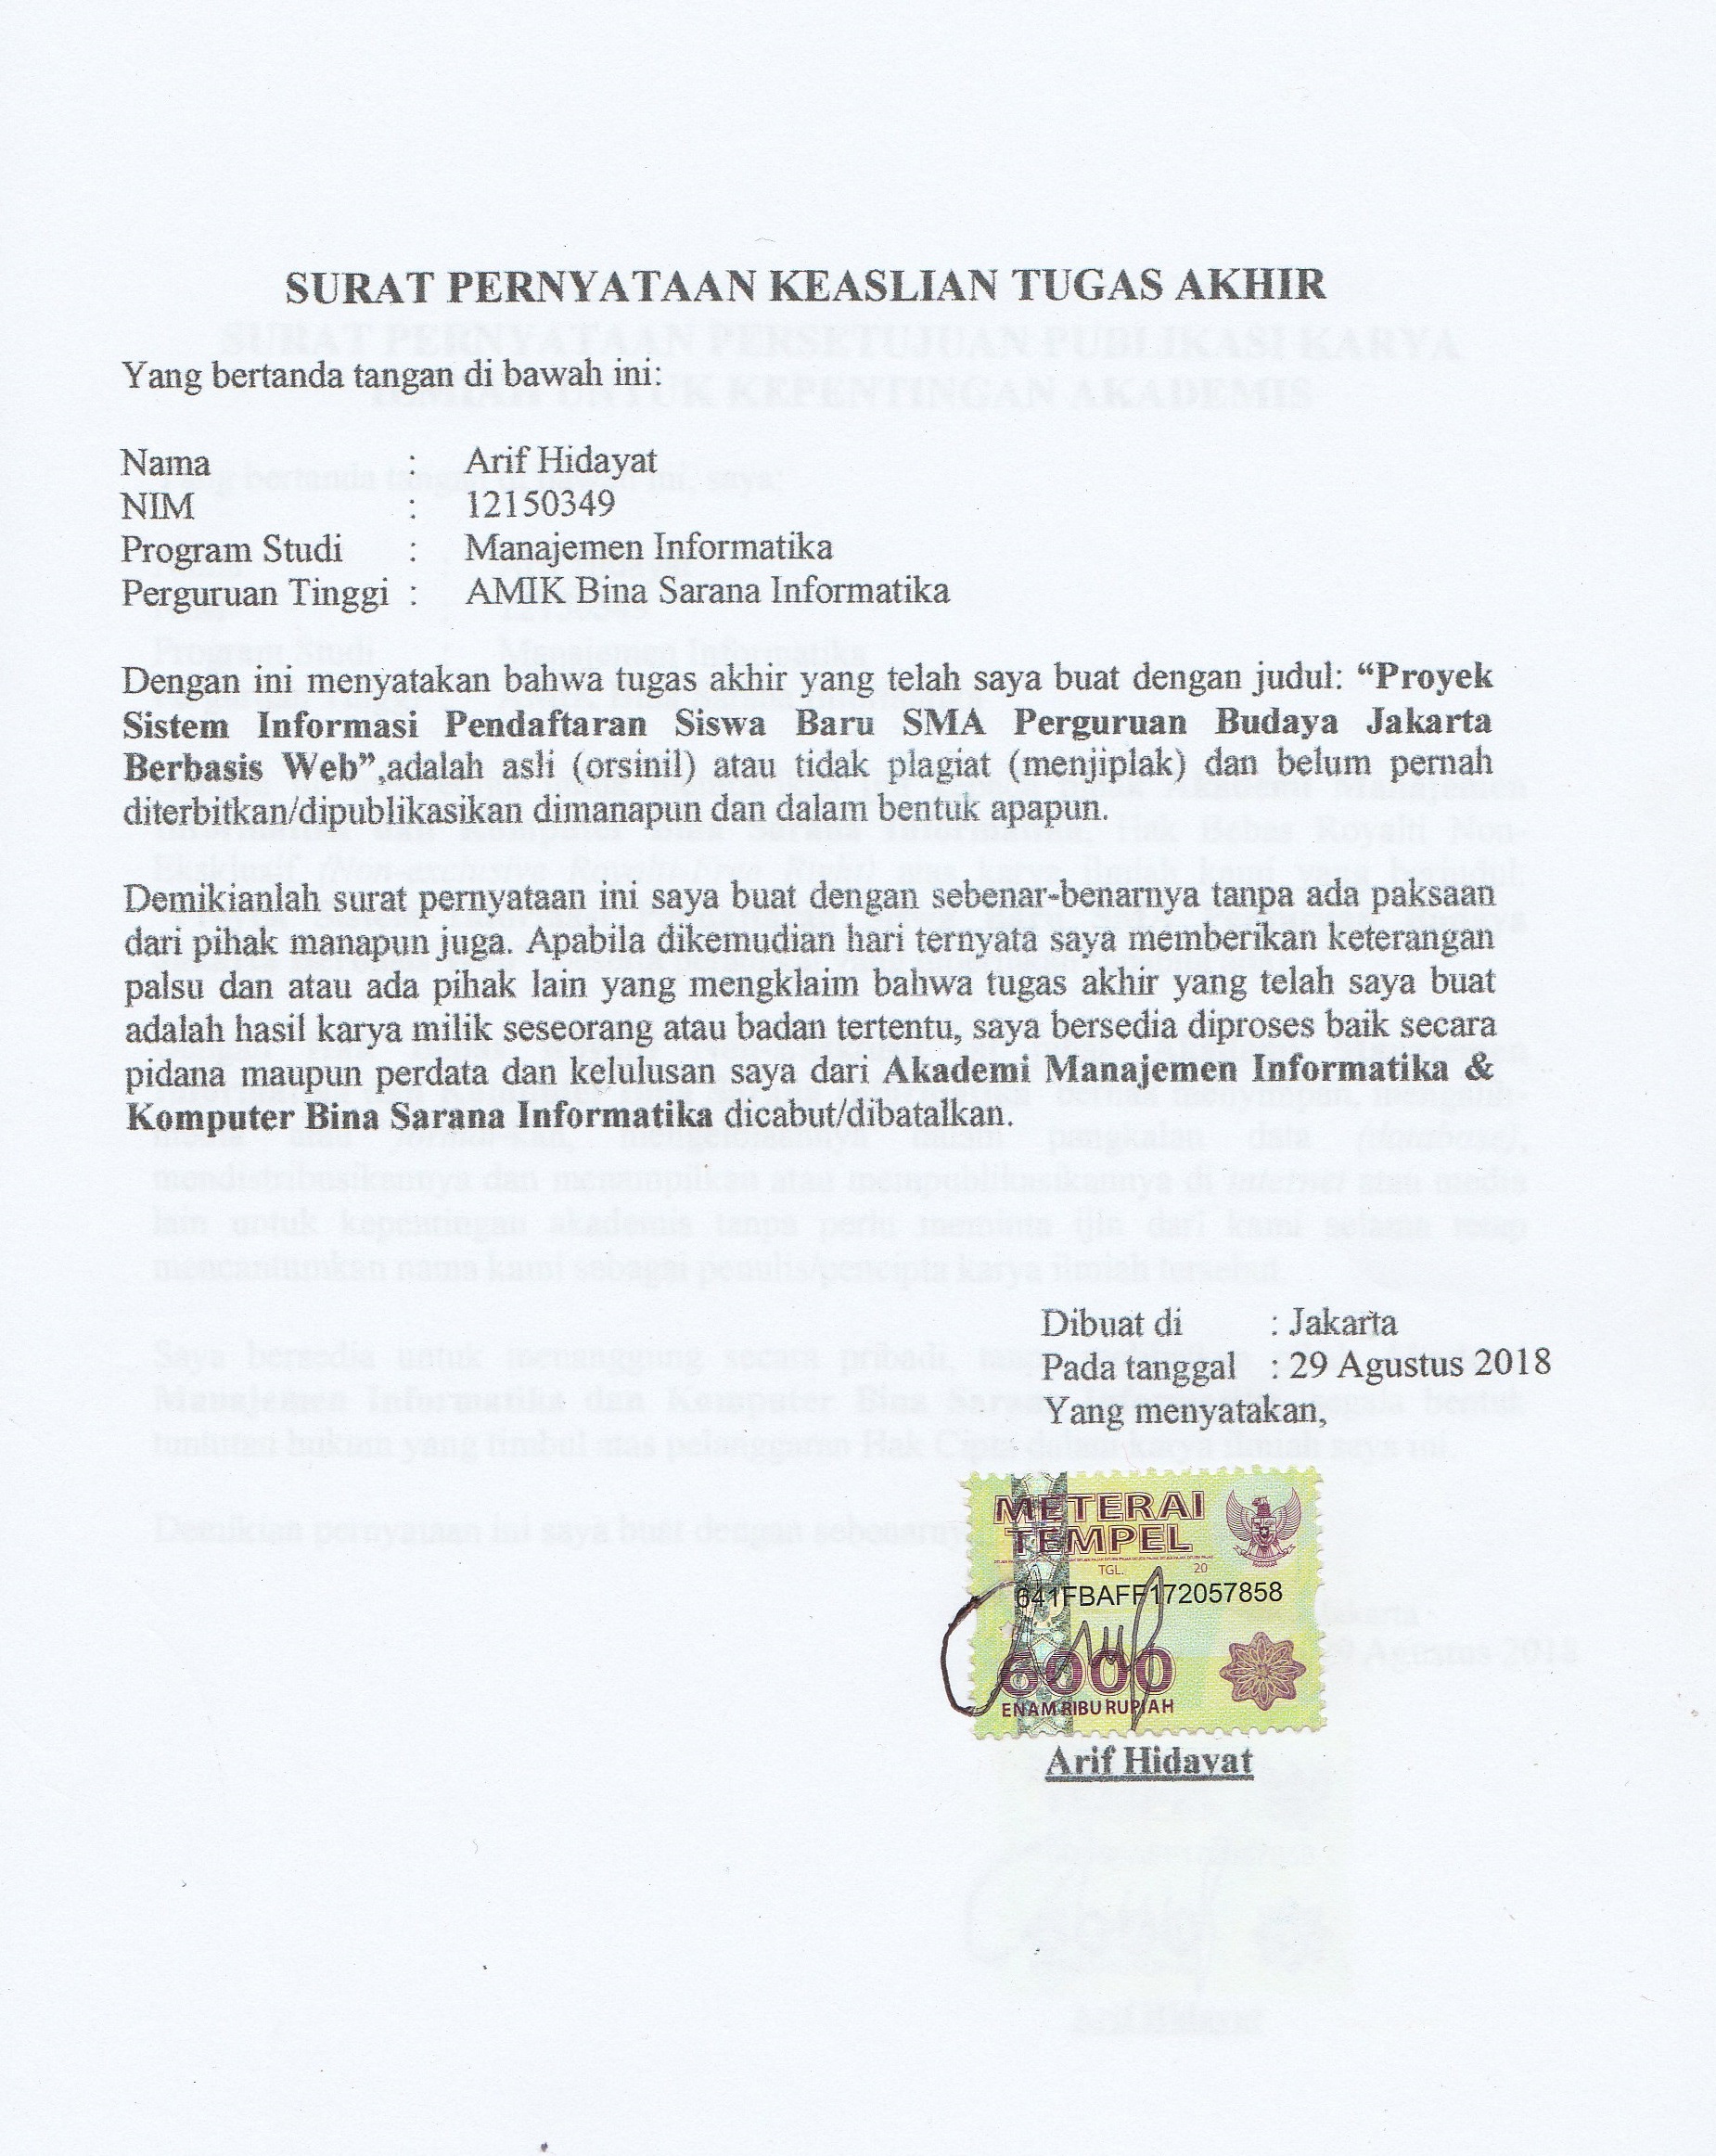 SURAT PERNYATAAN KEASLIAN TUGAS AKHIR
Yang bertanda tangan di bawah ini:
Nama : Arif Hidayat
NIM : 12150349
Program Studi : Manajemen Informatika
Perguruan Tinggi : AMIK Bina Sarana Informatika
Dengan ini menyatakan bahwa tugas akhir yang telah saya buat dengan judul: “Proyek
Sistem Informasi Pendaftaran Siswa Baru SMA Perguruan Budaya Jakarta
Berbasis Web”,adalah asli (orsinil) atau tidak plagiat (menjiplak) dan belum pernah
diterbitkan/dipublikasikan dimanapun dan dalam bentuk apapun.
Demikianlah surat pernyataan ini saya buat dengan sebenar-benarnya tanpa ada paksaan
dari pihak manapun juga. Apabila dikemudian hari ternyata saya memberikan keterangan
palsu dan atau ada pihak lain yang mengklaim bahwa tugas akhir yang telah saya buat
adalah hasil karya milik seseorang atau badan tertentu, saya bersedia diproses baik secara
pidana maupun perdata dan kelulusan saya dari Akademi Manajemen Informatika &
Komputer Bina Sarana Informatika dicabut/dibatalkan.
Dibuat di : Jakarta
Pada tanggal : 29 Agustus 2018
Yang menyatakan,
METERAI
TEMPEL
TGL. 20
641FBAFF172057858
6000
ENAM RIBU RUPIAH
Arif Hidayat